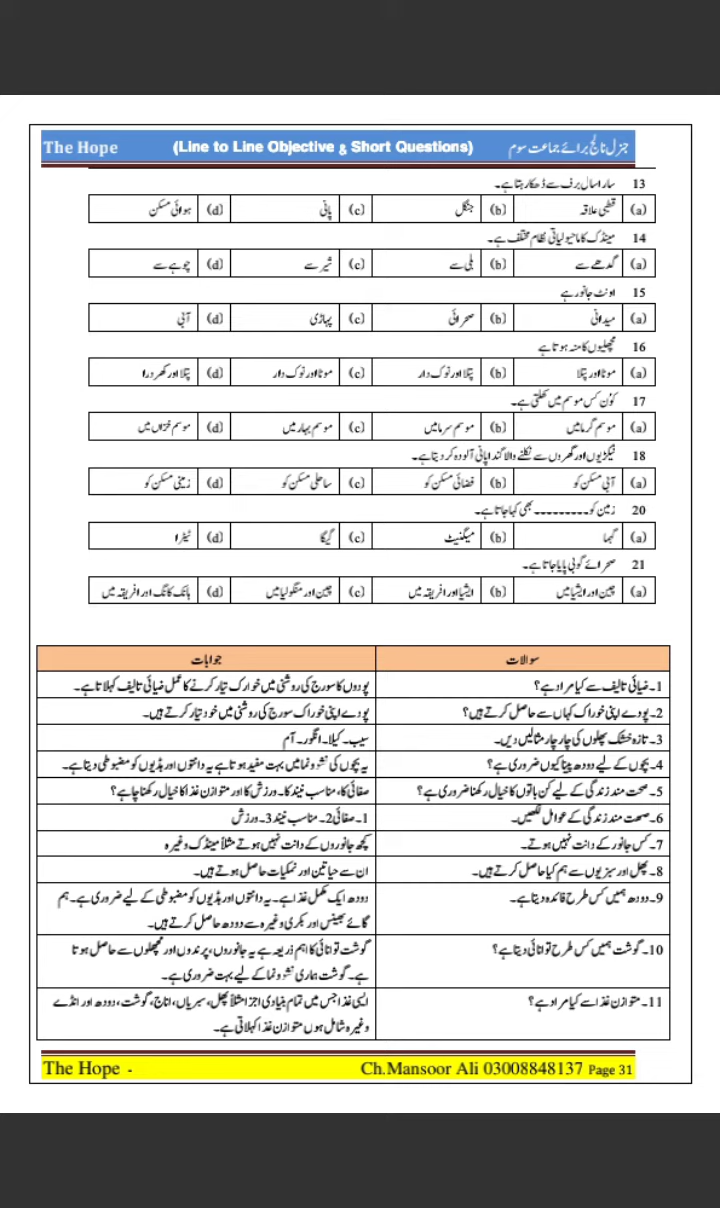 The Hope (Line to Line Objective & Short Questions) جنرل نالج برائے جماعت سوم
13 سارا سال برف سے ڈھکا رہتا ہے۔
(a) قطبی علاقہ (b) جنگل (c) پانی (d) ہوائی مسکن
14 مینڈک کا ماحولیاتی نظام مختلف ہے۔
(a) گدھے سے (b) بلی سے (c) شیر سے (d) چوہے سے
15 اونٹ جانور ہے
(a) میدانی (b) صحرائی (c) پہاڑی (d) آبی
16 مچھلیوں کا منہ ہوتا ہے
(a) موٹا اور پتلا (b) پتلا اور نوک دار (c) موٹا اور نوک دار (d) پتلا اور کھردرا
17 کون کس موسم میں کھلتی ہے۔
(a) موسم گرما میں (b) موسم سرما میں (c) موسم بہار میں (d) موسم خزاں میں
18 فیکڑیوں اور گھروں سے نکلنے والا گندا پانی آلودہ کر دیتا ہے۔
(a) آبی مسکن کو (b) فضائی مسکن کو (c) ساحلی مسکن کو (d) زمینی مسکن کو
20 زمین کو --------- بھی کہا جاتا ہے۔
(a) گہما (b) میگنیٹ (c) گیگا (d) ٹیٹرا
21 صحرائے گوبی پایا جاتا ہے۔
(a) چین اور ایشیا میں (b) ایشیا اور افریقہ میں (c) چین اور منگولیا میں (d) ہانگ کانگ اور افریقہ میں
سوالات جوابات
1۔ ضیائی تالیف سے کیا مراد ہے؟ پودوں کا سورج کی روشنی میں خوراک تیار کرنے کا عمل ضیائی تالیف کہلاتا ہے۔
2۔ پودے اپنی خوراک کہاں سے حاصل کرتے ہیں؟ پودے اپنی خوراک سورج کی روشنی میں خود تیار کرتے ہیں۔
3۔ تازہ خشک پھلوں کی چار چار مثالیں دیں۔ سیب۔ کیلا۔ انگور۔ آم
4۔ بچوں کے لیے دودھ پینا کیوں ضروری ہے؟ یہ بچوں کی نشوونما میں بہت مفید ہوتا ہے یہ دانتوں اور ہڈیوں کو مضبوطی دیتا ہے۔
5۔ صحت مند زندگی کے لیے کن باتوں کا خیال رکھنا ضروری ہے؟ صفائی کا، مناسب نیند کا۔ ورزش کا اور متوازن غذا کا خیال رکھنا چاہے؟
6۔ صحت مند زندگی کے عوامل لکھیں۔ 1۔ صفائی 2۔ مناسب نیند 3۔ ورزش
7۔ کس جانور کے دانت نہیں ہوتے۔ کچھ جانوروں کے دانت نہیں ہوتے مثلاً مینڈک وغیرہ
8۔ پھل اور سبزیوں سے ہم کیا حاصل کرتے ہیں۔ ان سے حیاتین اور نمکیات حاصل ہوتے ہیں۔
9۔ دودھ ہمیں کس طرح فائدہ دیتا ہے۔ دودھ ایک مکمل غذا ہے۔ یہ دانتوں اور ہڈیوں کو مضبوطی کے لیے ضروری ہے۔ ہم
گائے بھینس اور بکری وغیرہ سے دودھ حاصل کرتے ہیں۔
10۔ گوشت ہمیں کس طرح توانائی دیتا ہے؟ گوشت توانائی کا اہم ذریعہ ہے یہ جانوروں، پرندوں اور مچھلوں سے حاصل ہوتا
ہے۔ گوشت ہماری نشوونما کے لیے بہت ضروری ہے۔
11۔ متوازن غذا سے کیا مراد ہے؟ ایسی غذا جس میں تمام بنیادی اجزا مثلاً پھل، سبزیاں، اناج، گوشت، دودھ اور انڈے
وغیرہ شامل ہوں متوازن غذا کہلاتی ہے۔
The Hope - Ch.Mansoor Ali 03008848137 Page 31